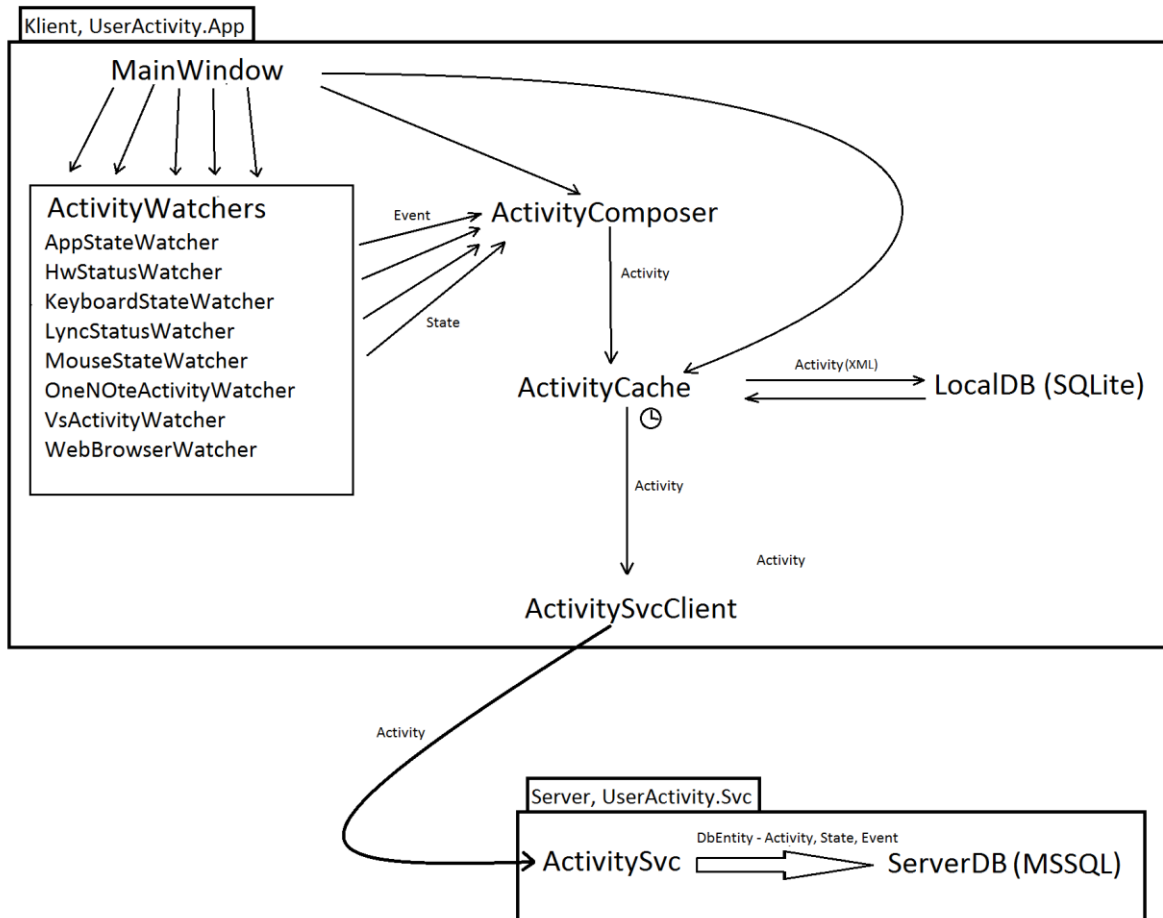 Klient, UserActivity.App
MainWindow
ActivityWatchers
AppStateWatcher
HwStatusWatcher
KeyboardStateWatcher
LyncStatusWatcher
MouseStateWatcher
OneNOteActivityWatcher
VsActivityWatcher
WebBrowserWatcher
Event
State
ActivityComposer
Activity
ActivityCache
Activity(XML)
LocalDB (SQLite)
Activity
Activity
ActivitySvcClient
Activity
Server, UserActivity.Svc
ActivitySvc
DbEntity - Activity, State, Event
ServerDB (MSSQL)